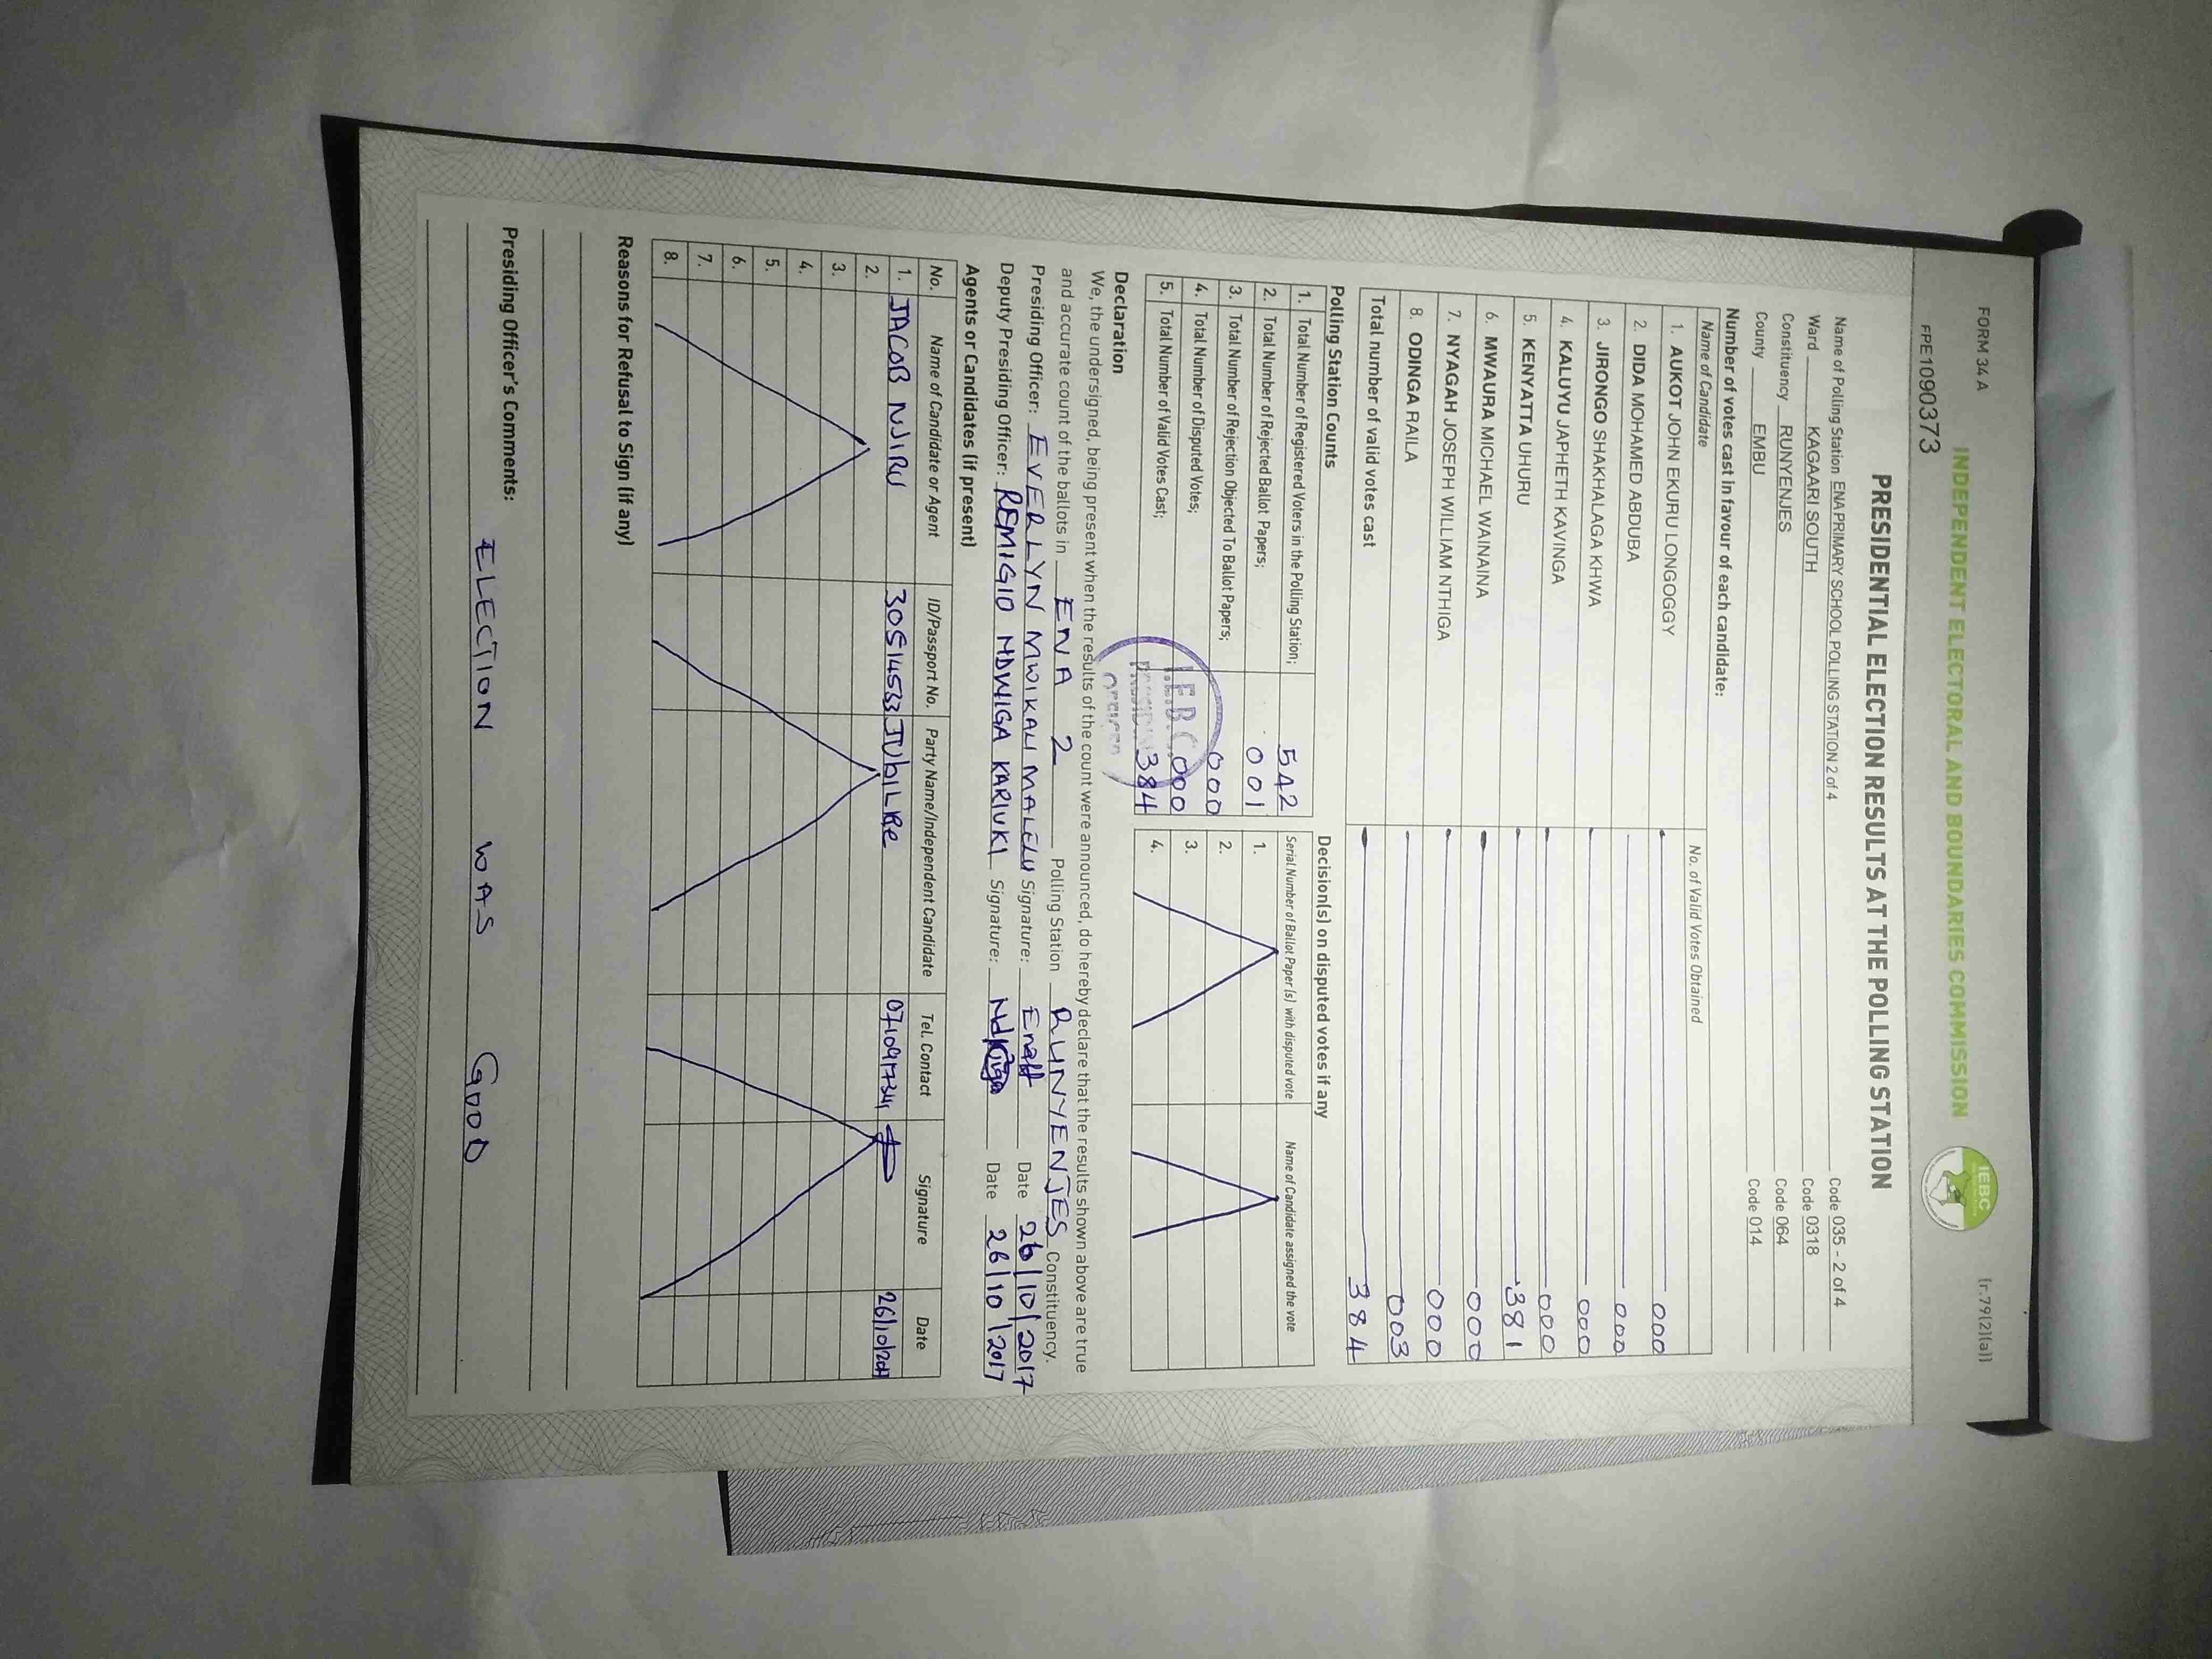 FORM 34 A
(r.79(2)(a))
INDEPENDENT ELECTORAL AND BOUNDARIES COMMISSION
IEBC
FPE1090373
PRESIDENTIAL ELECTION RESULTS AT THE POLLING STATION
Name of Polling Station ENA PRIMARY SCHOOL POLLING STATION 2 of 4 Code 035 - 2 of 4
Ward KAGAARI SOUTH Code 0318
Constituency RUNYENJES Code 064
County EMBU Code 014
Number of votes cast in favour of each candidate:
Name of Candidate No. of Valid Votes Obtained
1. AUKOT JOHN EKURU LONGOGGY 000
2. DIDA MOHAMED ABDUBA 000
3. JIRONGO SHAKHALAGA KHWA 000
4. KALUYU JAPHETH KAVINGA 000
5. KENYATTA UHURU 381
6. MWAURA MICHAEL WAINAINA 000
7. NYAGAH JOSEPH WILLIAM NTHIGA 000
8. ODINGA RAILA 003
Total number of valid votes cast 384
Polling Station Counts
1. Total Number of Registered Voters in the Polling Station; 542
2. Total Number of Rejected Ballot Papers; 001
3. Total Number of Rejection Objected To Ballot Papers; 000
4. Total Number of Disputed Votes; 000
5. Total Number of Valid Votes Cast; 384
I.E.B.C.
Decision(s) on disputed votes if any
Serial Number of Ballot Paper (s) with disputed vote Name of Candidate assigned the vote
1.
2.
3.
4.
Declaration
We, the undersigned, being present when the results of the count were announced, do hereby declare that the results shown above are true
and accurate count of the ballots in ENA 2 Polling Station RUNYENJES Constituency.
Presiding Officer: EVERLYN MWIKALI MALELU Signature: Date 26/10/2017
Deputy Presiding Officer: REMIGIO NDWIGA KARIUKI Signature: Date 26/10/2017
Agents or Candidates (if present)
No. Name of Candidate or Agent ID/Passport No. Party Name/Independent Candidate Tel. Contact Signature Date
1. JACOB NJIRU 30514533 JUbILEe
2.
3.
4.
5.
6.
7.
8.
Reasons for Refusal to Sign (if any)
Presiding Officer's Comments: ELECTION WAS GOOD